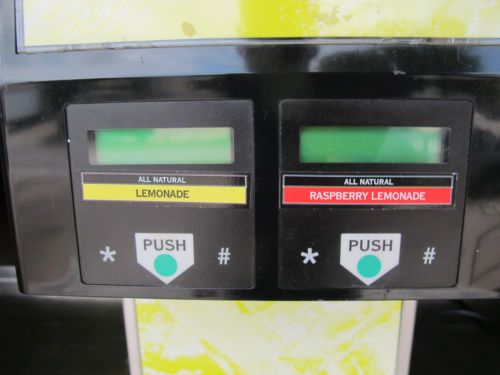 ALL NATURAL
LEMONADE
* PUSH #
ALL NATURAL
RASPBERRY LEMONADE
* PUSH #